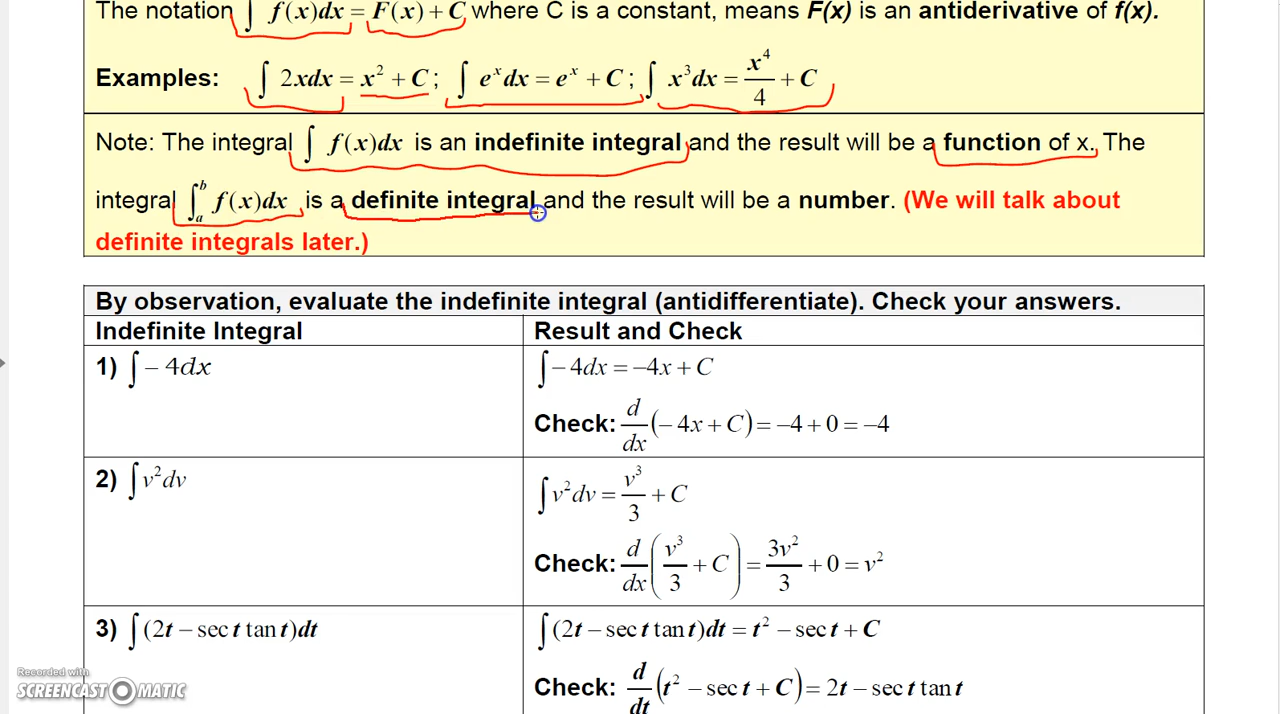 The notation ∫ f(x)dx = F(x) + C where C is a constant, means F(x) is an antiderivative of f(x).
Examples: ∫ 2xdx = x² + C ; ∫ eˣdx = eˣ + C ; ∫ x³dx = x⁴/4 + C
Note: The integral ∫ f(x)dx is an indefinite integral and the result will be a function of x. The
integral ∫ₐᵇ f(x)dx is a definite integral and the result will be a number. (We will talk about
definite integrals later.)
By observation, evaluate the indefinite integral (antidifferentiate). Check your answers.
Indefinite Integral
Result and Check
1) ∫ − 4dx
∫ − 4dx = −4x + C
Check: d/dx (− 4x + C) = −4 + 0 = −4
2) ∫ v²dv
∫ v²dv = v³/3 + C
Check: d/dx (v³/3 + C) = 3v²/3 + 0 = v²
3) ∫ (2t − sec t tan t)dt
∫ (2t − sec t tan t)dt = t² − sec t + C
Check: d/dt (t² − sec t + C) = 2t − sec t tan t
Recorded with
SCREENCAST O MATIC